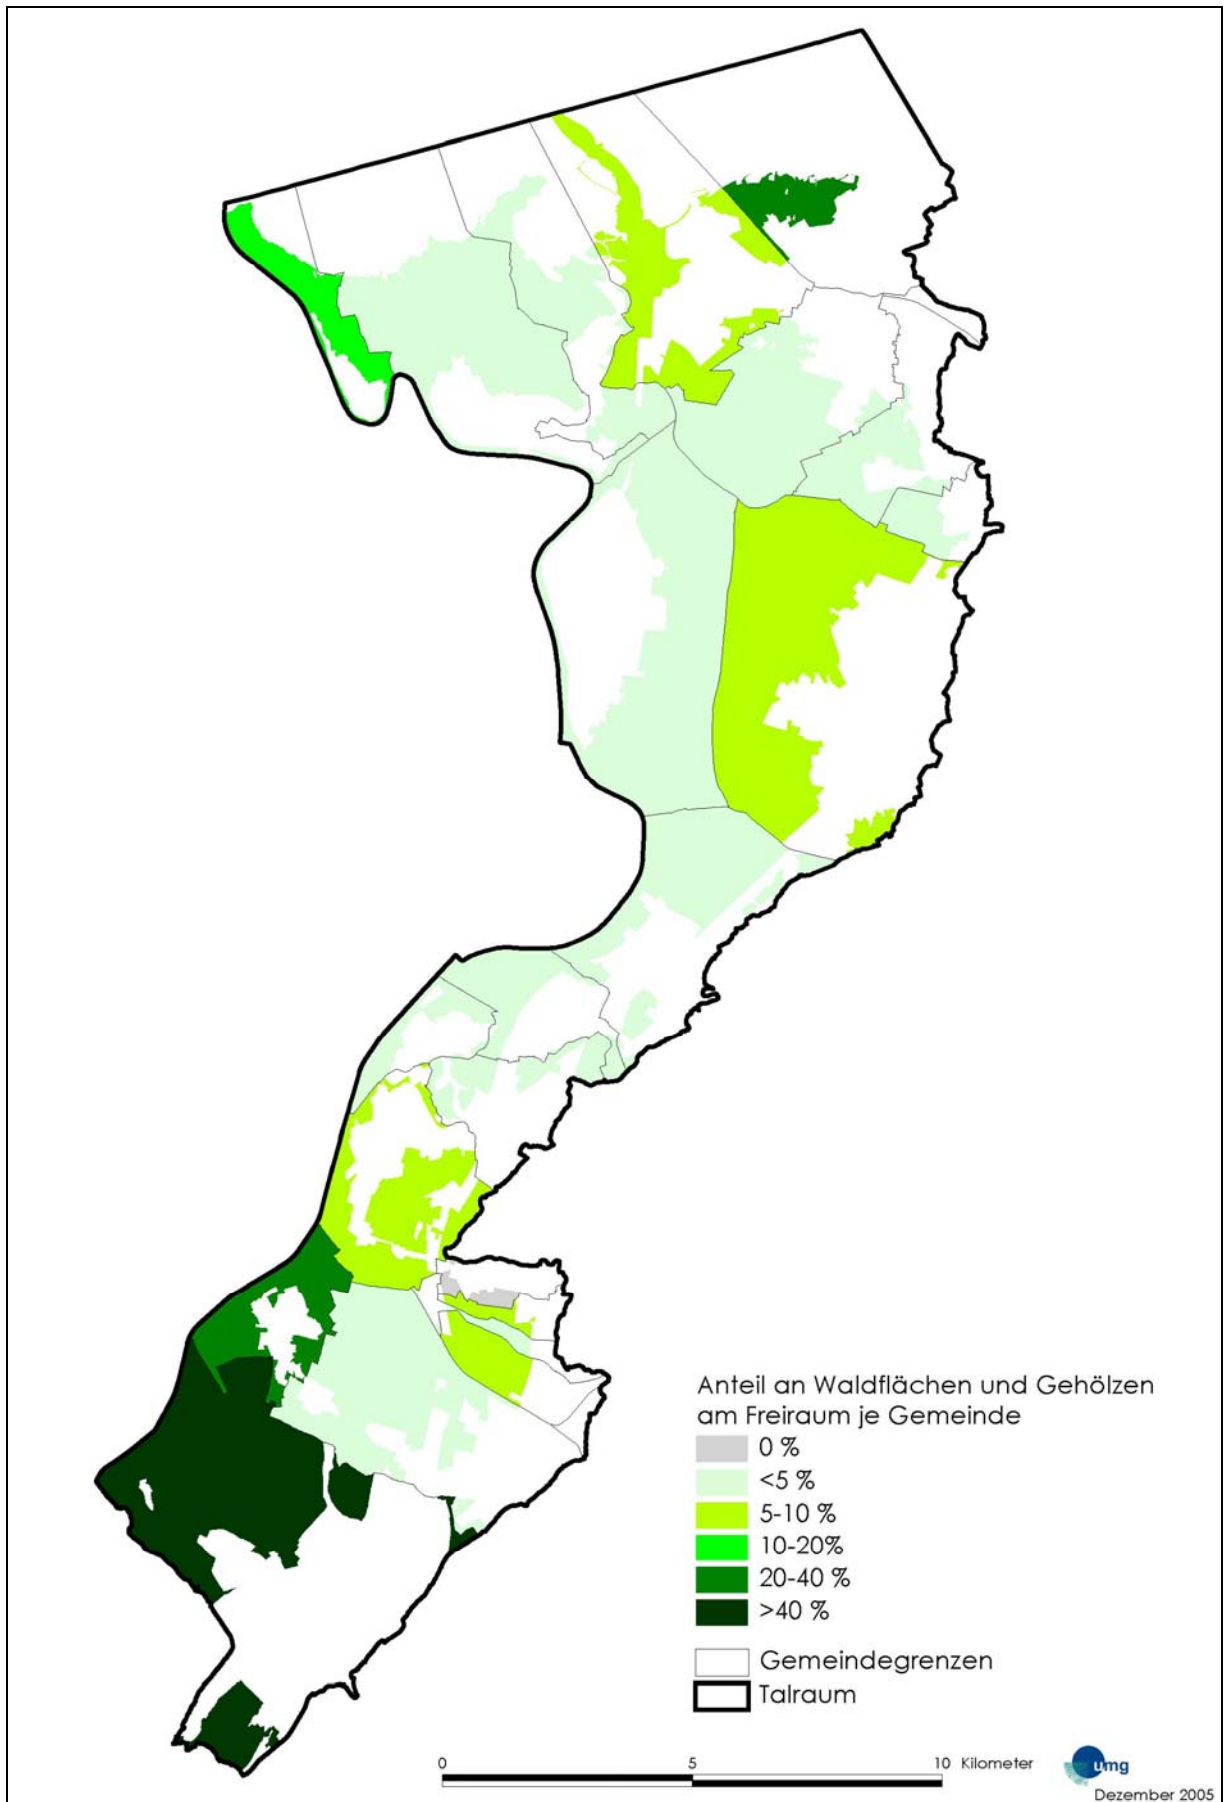 Anteil an Waldflächen und Gehölzen
am Freiraum je Gemeinde
0 %
<5 %
5-10 %
10-20%
20-40 %
>40 %
Gemeindegrenzen
Talraum
0 5 10 Kilometer
umg
Dezember 2005